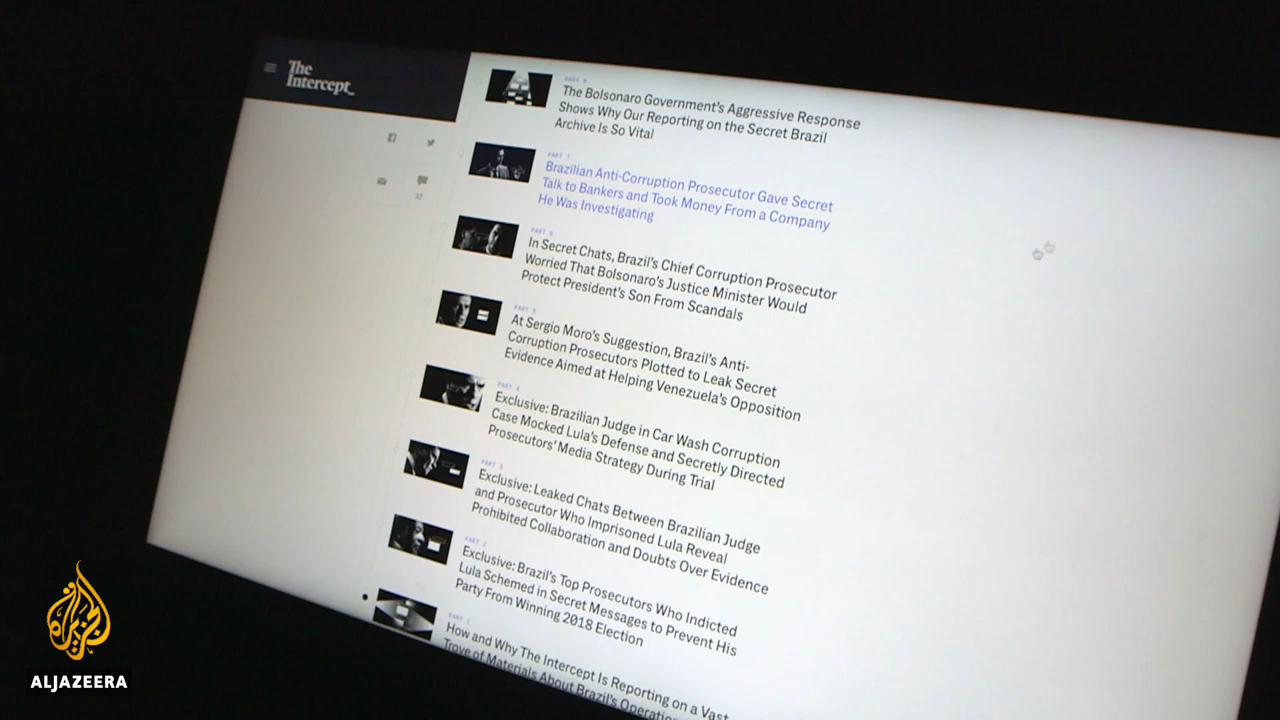 The
Intercept_
PART 8
The Bolsonaro Government's Aggressive Response
Shows Why Our Reporting on the Secret Brazil
Archive Is So Vital
PART 7
Brazilian Anti-Corruption Prosecutor Gave Secret
Talk to Bankers and Took Money From a Company
He Was Investigating
32
PART 6
In Secret Chats, Brazil's Chief Corruption Prosecutor
Worried That Bolsonaro's Justice Minister Would
Protect President's Son From Scandals
PART 5
At Sergio Moro's Suggestion, Brazil's Anti-
Corruption Prosecutors Plotted to Leak Secret
Evidence Aimed at Helping Venezuela's Opposition
PART 4
Exclusive: Brazilian Judge in Car Wash Corruption
Case Mocked Lula's Defense and Secretly Directed
Prosecutors' Media Strategy During Trial
PART 3
Exclusive: Leaked Chats Between Brazilian Judge
and Prosecutor Who Imprisoned Lula Reveal
Prohibited Collaboration and Doubts Over Evidence
PART 2
Exclusive: Brazil's Top Prosecutors Who Indicted
Lula Schemed in Secret Messages to Prevent His
Party From Winning 2018 Election
PART 1
How and Why The Intercept Is Reporting on a Vast
Trove of Materials About Brazil's Operation
الجزيرة
ALJAZEERA